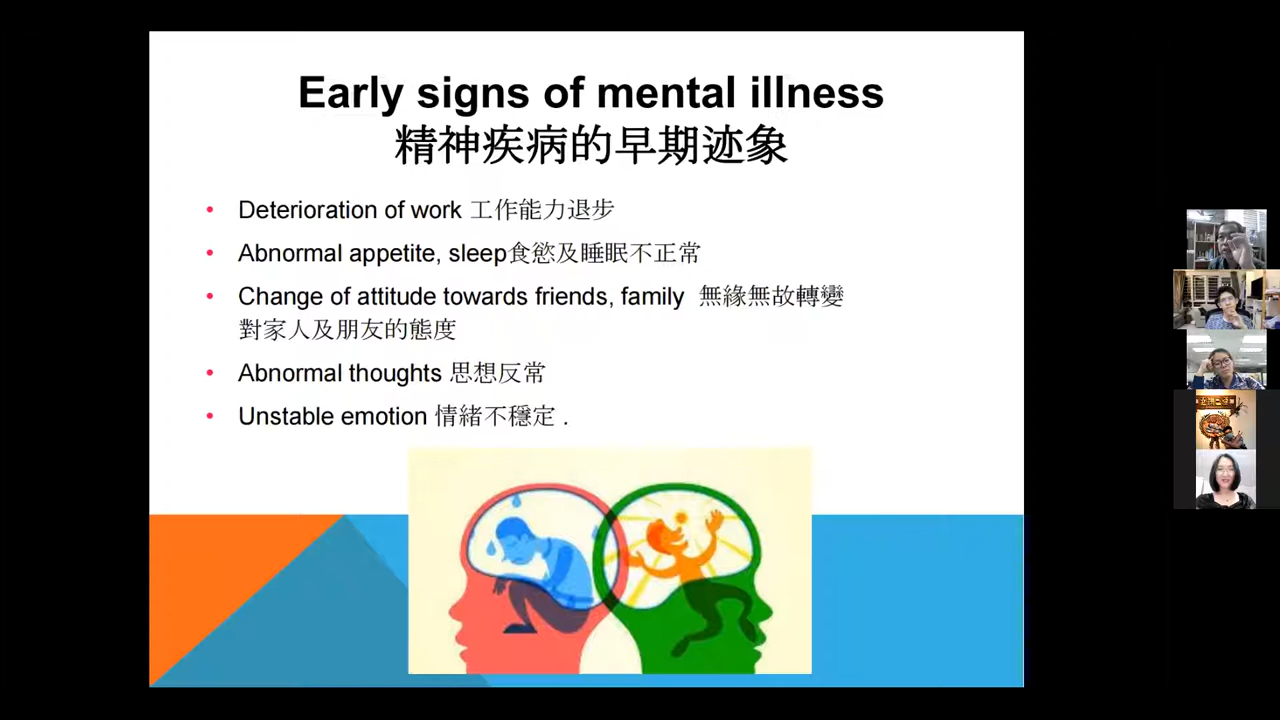 Early signs of mental illness
精神疾病的早期迹象
• Deterioration of work 工作能力退步
• Abnormal appetite, sleep食慾及睡眠不正常
• Change of attitude towards friends, family 無緣無故轉變
對家人及朋友的態度
• Abnormal thoughts 思想反常
• Unstable emotion 情緒不穩定 .